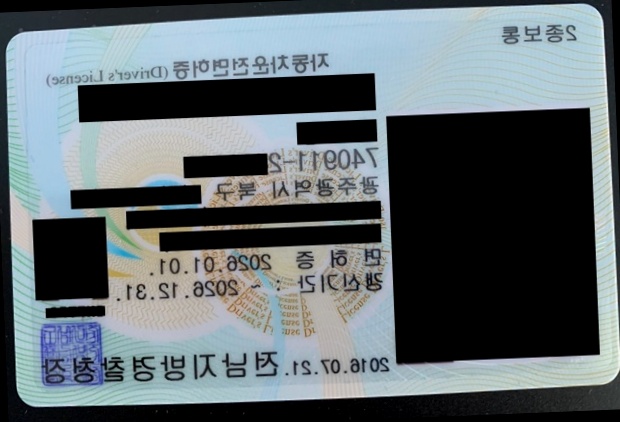 2종보통
자동차운전면허증 (Driver's License)
740911-2
광주광역시 북구
면 허 증 2026.01.01.
갱신기간 : ~ 2026.12.31.
2016.07.21. 전남지방경찰청장